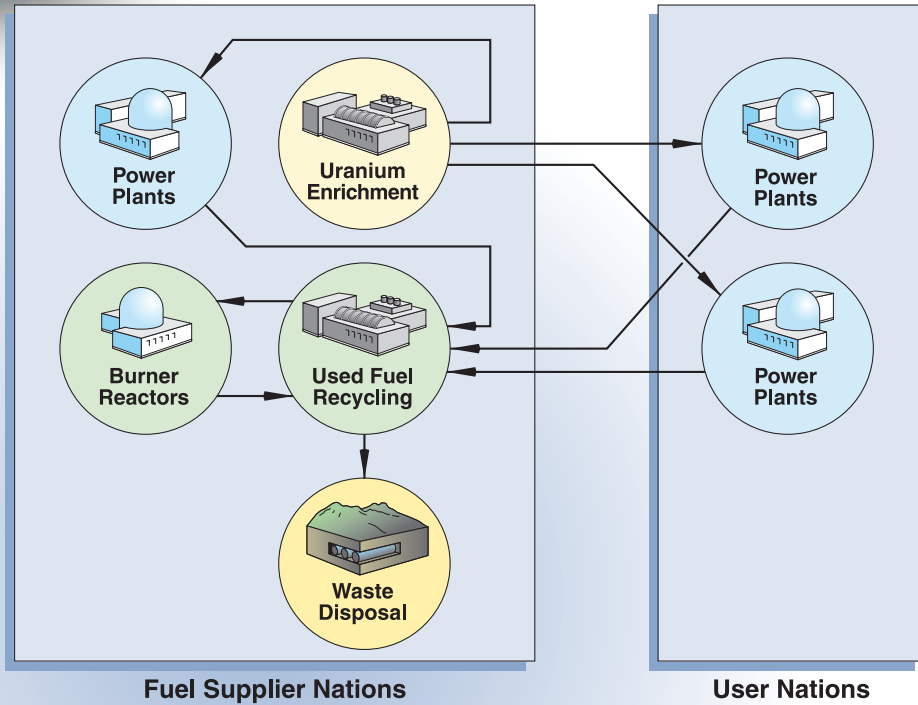 Power
Plants
Uranium
Enrichment
Power
Plants
Burner
Reactors
Used Fuel
Recycling
Power
Plants
Waste
Disposal
Fuel Supplier Nations
User Nations